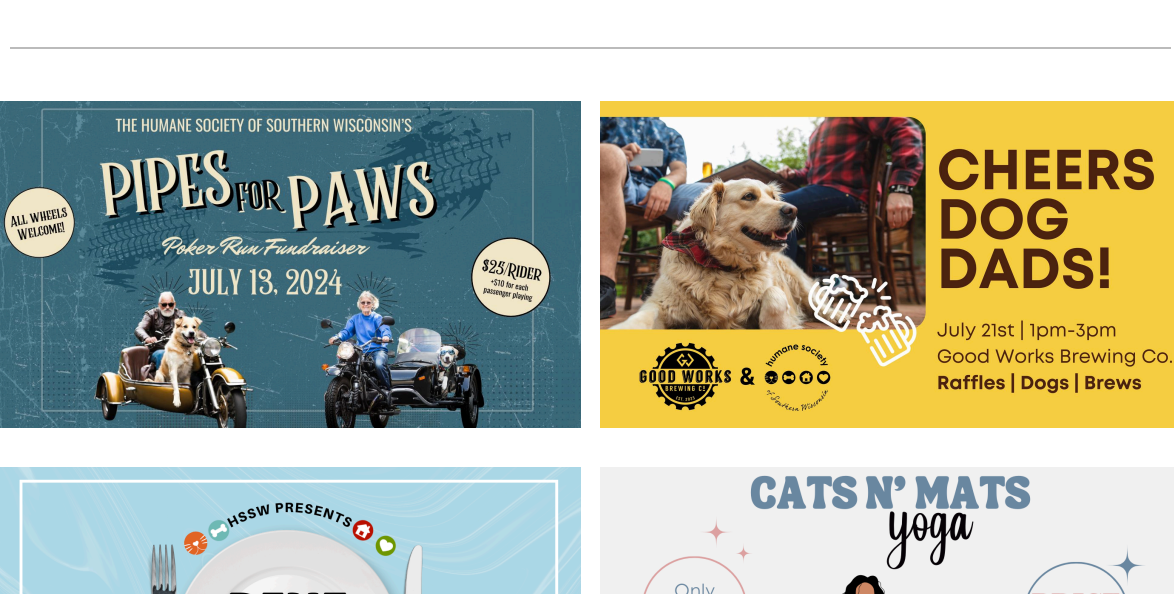 THE HUMANE SOCIETY OF SOUTHERN WISCONSIN'S
PIPES FOR PAWS
ALL WHEELS
WELCOME!
Poker Run Fundraiser
JULY 13, 2024
$25/RIDER
+$10 for each
passenger playing
CHEERS
DOG
DADS!
July 21st | 1pm-3pm
Good Works Brewing Co.
Raffles | Dogs | Brews
GOOD WORKS
BREWING CO
EST. 2021
&
humane society
of Southern Wisconsin
HSSW PRESENTS
CATS N' MATS
yoga
Only